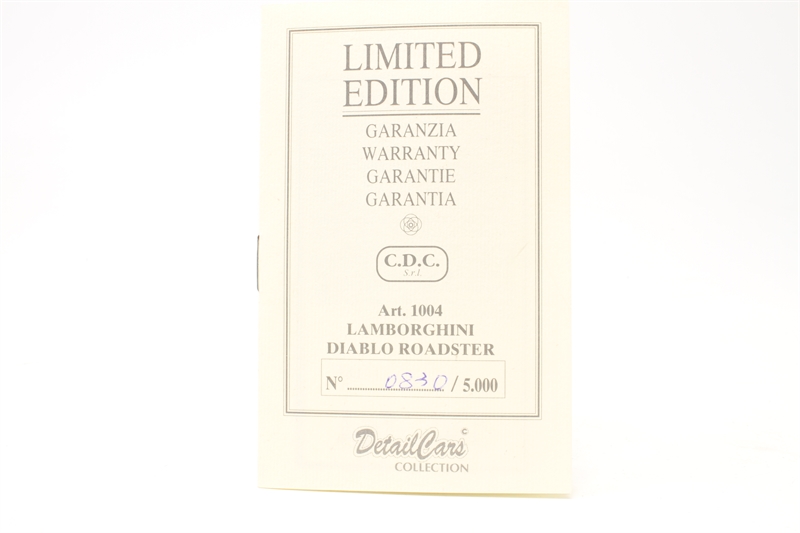 LIMITED
EDITION
GARANZIA
WARRANTY
GARANTIE
GARANTIA
C.D.C.
S.r.l.
Art. 1004
LAMBORGHINI
DIABLO ROADSTER
N° ........................ 0830 / 5.000
DetailCars ©
COLLECTION